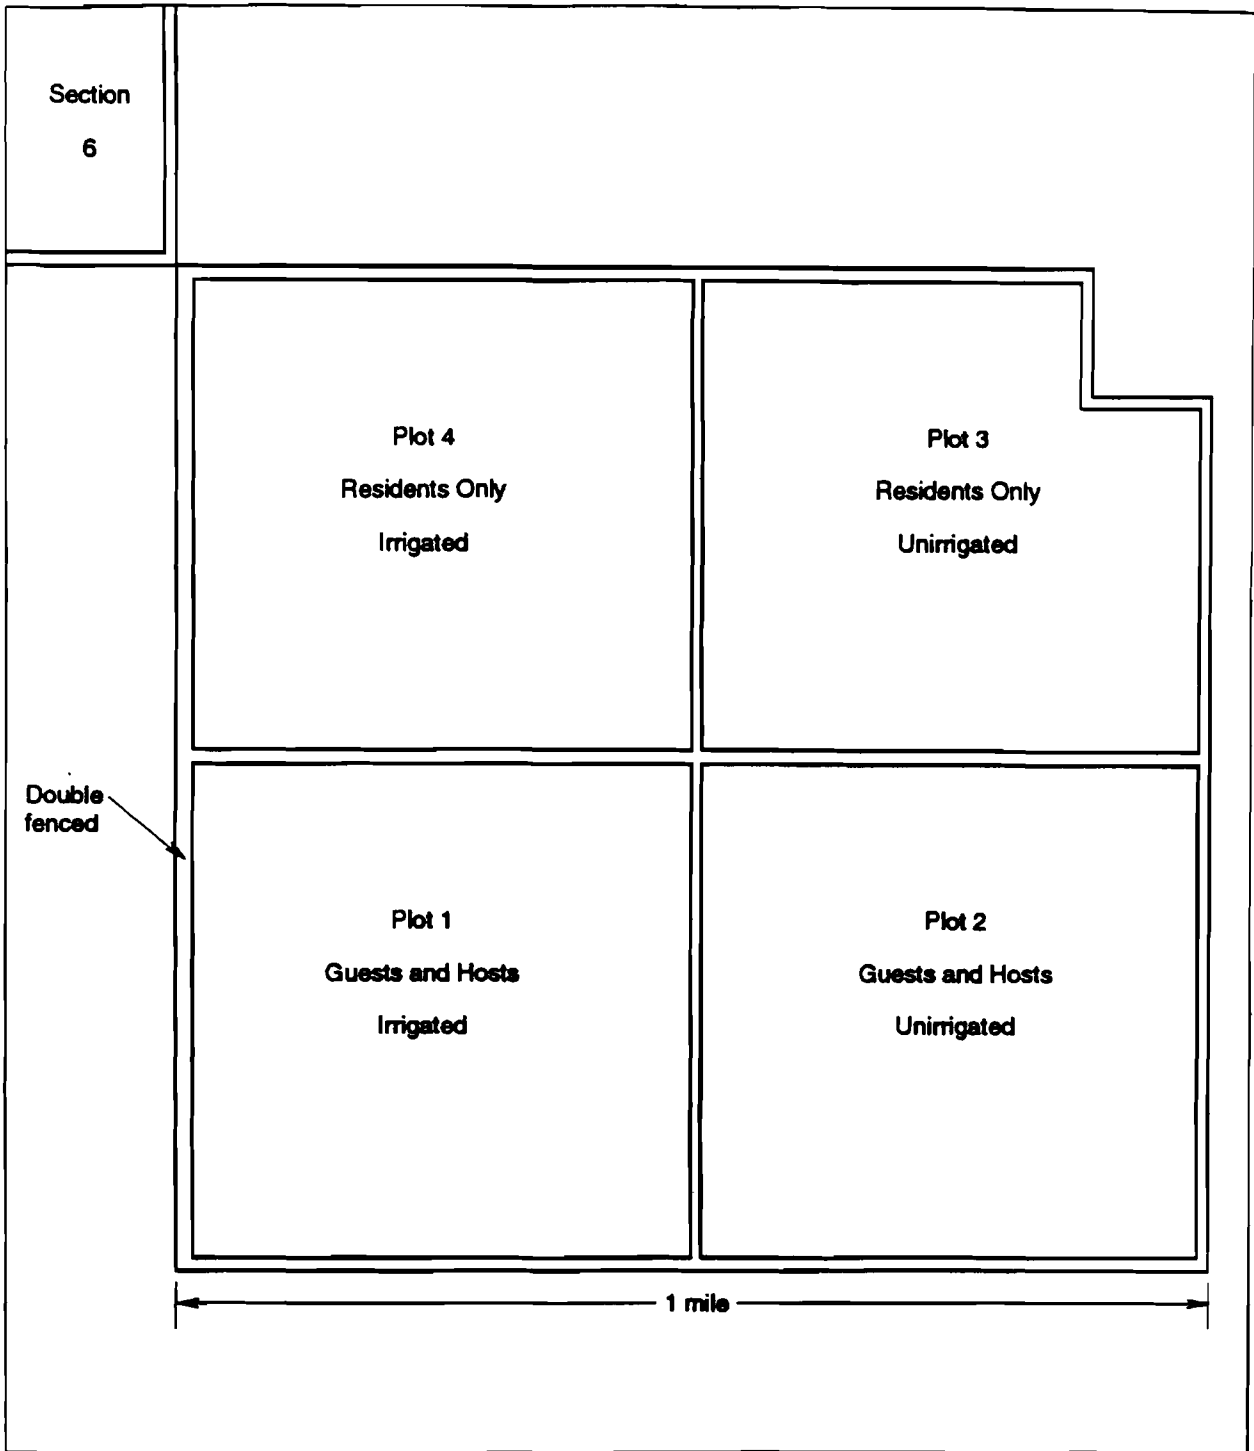 Section
6
Plot 4
Residents Only
Irrigated
Plot 3
Residents Only
Unirrigated
Double
fenced
Plot 1
Guests and Hosts
Irrigated
Plot 2
Guests and Hosts
Unirrigated
1 mile